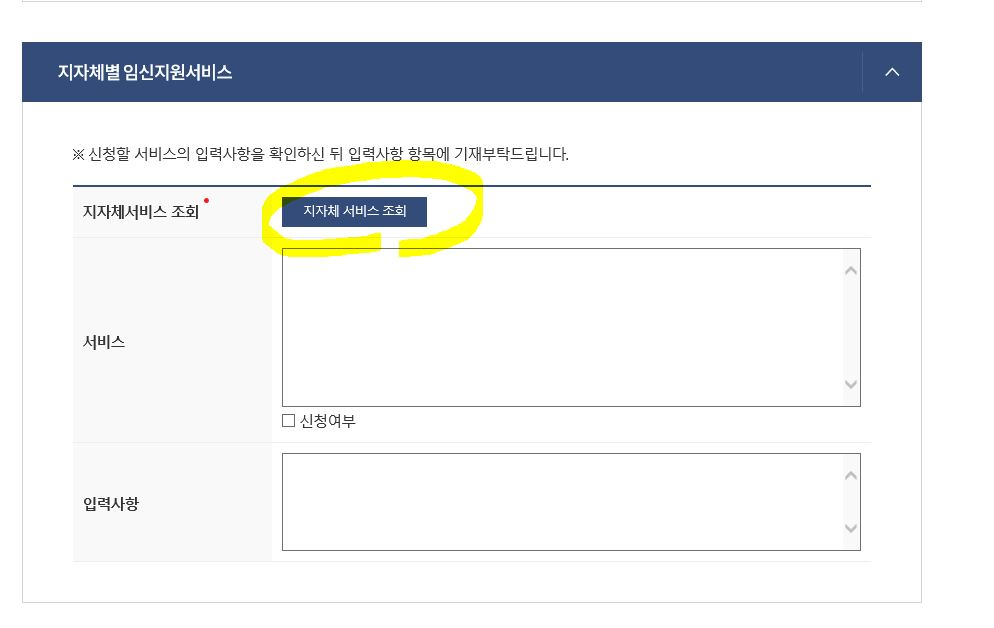 지자체별 임신지원서비스
※ 신청할 서비스의 입력사항을 확인하신 뒤 입력사항 항목에 기재부탁드립니다.
지자체서비스 조회
지자체 서비스 조회
서비스
신청여부
입력사항